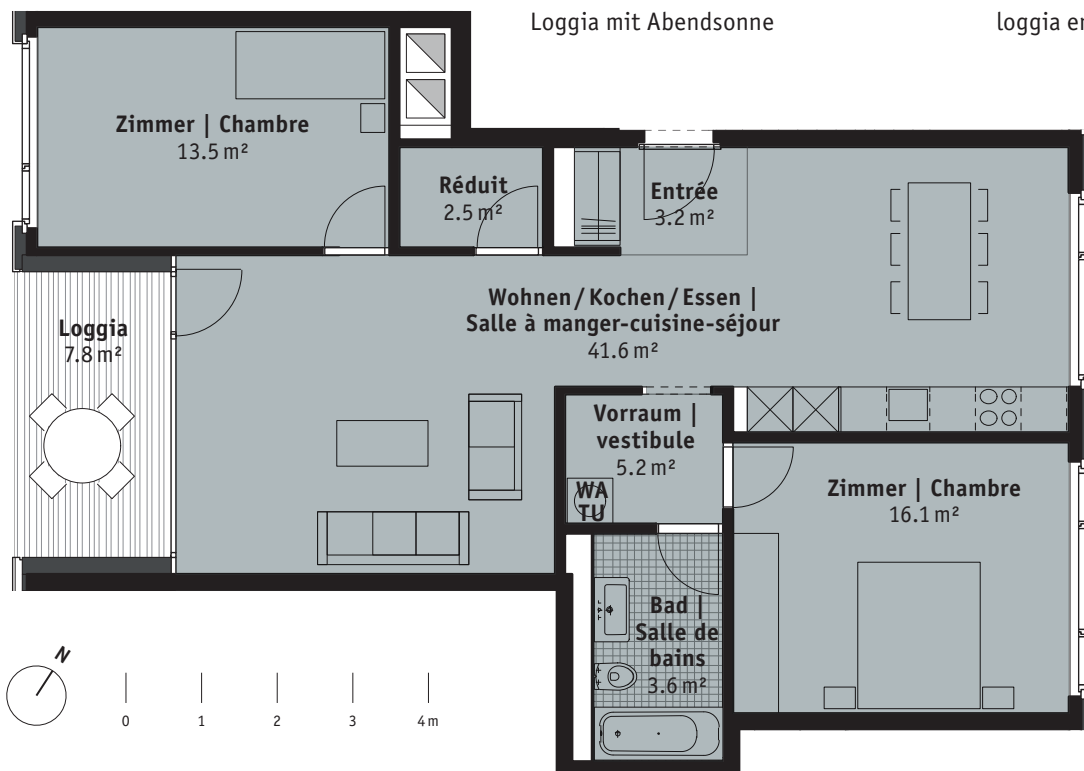 Loggia mit Abendsonne
loggia en
Zimmer | Chambre
13.5 m²
Réduit
2.5 m²
Entrée
3.2 m²
Wohnen / Kochen / Essen |
Salle à manger-cuisine-séjour
41.6 m²
Loggia
7.8 m²
Vorraum |
vestibule
5.2 m²
WA
TU
Zimmer | Chambre
16.1 m²
Bad |
Salle de
bains
3.6 m²
N
0 1 2 3 4 m